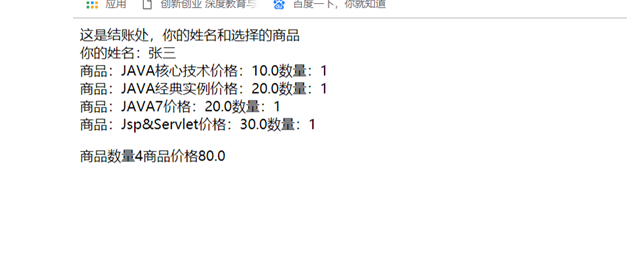 应用 创新创业 深度教育与 百度一下，你就知道
这是结账处，你的姓名和选择的商品
你的姓名：张三
商品：JAVA核心技术价格：10.0数量：1
商品：JAVA经典实例价格：20.0数量：1
商品：JAVA7价格：20.0数量：1
商品：Jsp&Servlet价格：30.0数量：1
商品数量4商品价格80.0